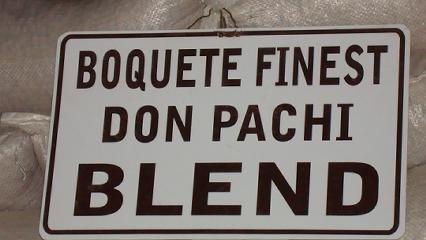 BOQUETE FINEST
DON PACHI
BLEND